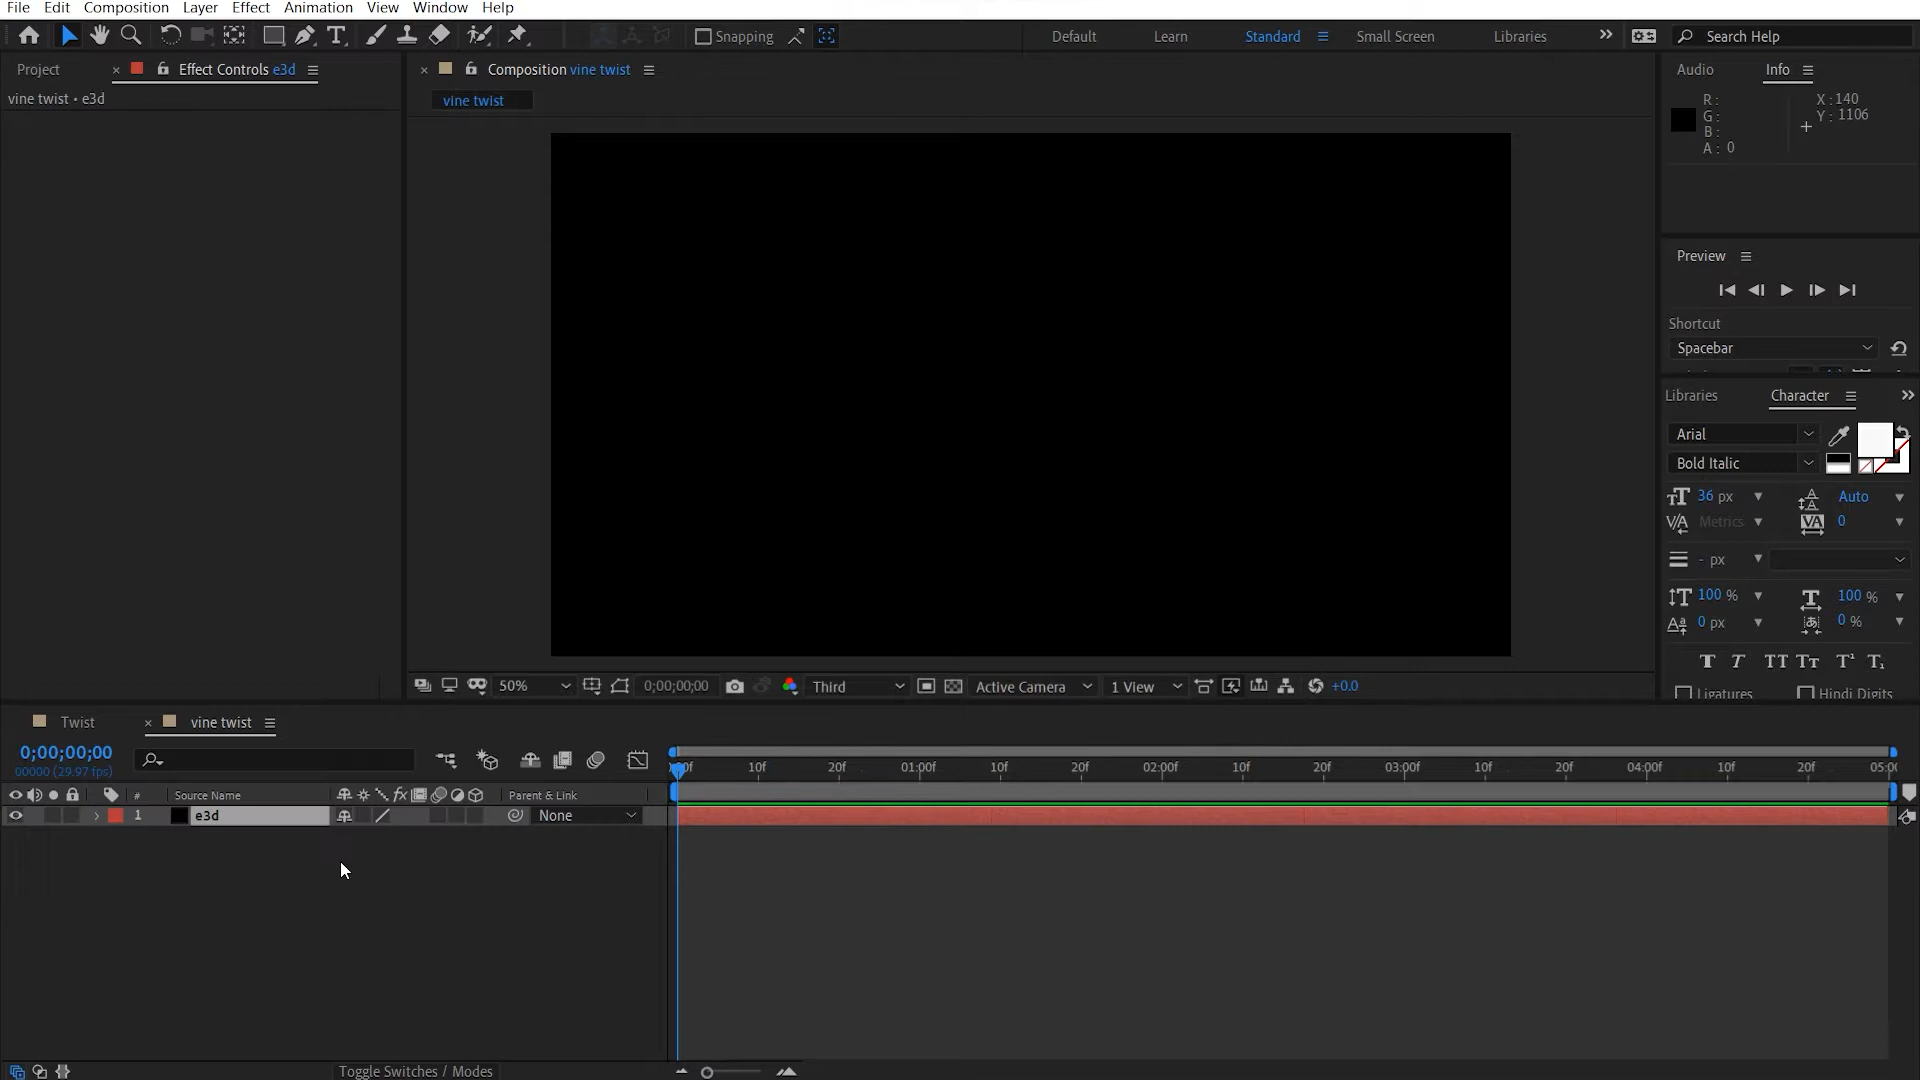 File Edit Composition Layer Effect Animation View Window Help
Snapping Default Learn Standard Small Screen Libraries Search Help
Project Effect Controls e3d Composition vine twist Audio Info
vine twist • e3d
vine twist
R : X : 140
G : Y : 1106
B :
A : 0
Preview
Shortcut
Spacebar
Libraries Character
Arial
Bold Italic
36 px Auto
Metrics 0
- px
100 % 100 %
0 px 0 %
Ligatures Hindi Digits
50% 0;00;00;00 Third Active Camera 1 View +0.0
Twist vine twist
0;00;00;00
00000 (29.97 fps)
10f 20f 01:00f 10f 20f 02:00f 10f 20f 03:00f 10f 20f 04:00f 10f 20f
# Source Name Parent & Link
1 e3d None
Toggle Switches / Modes